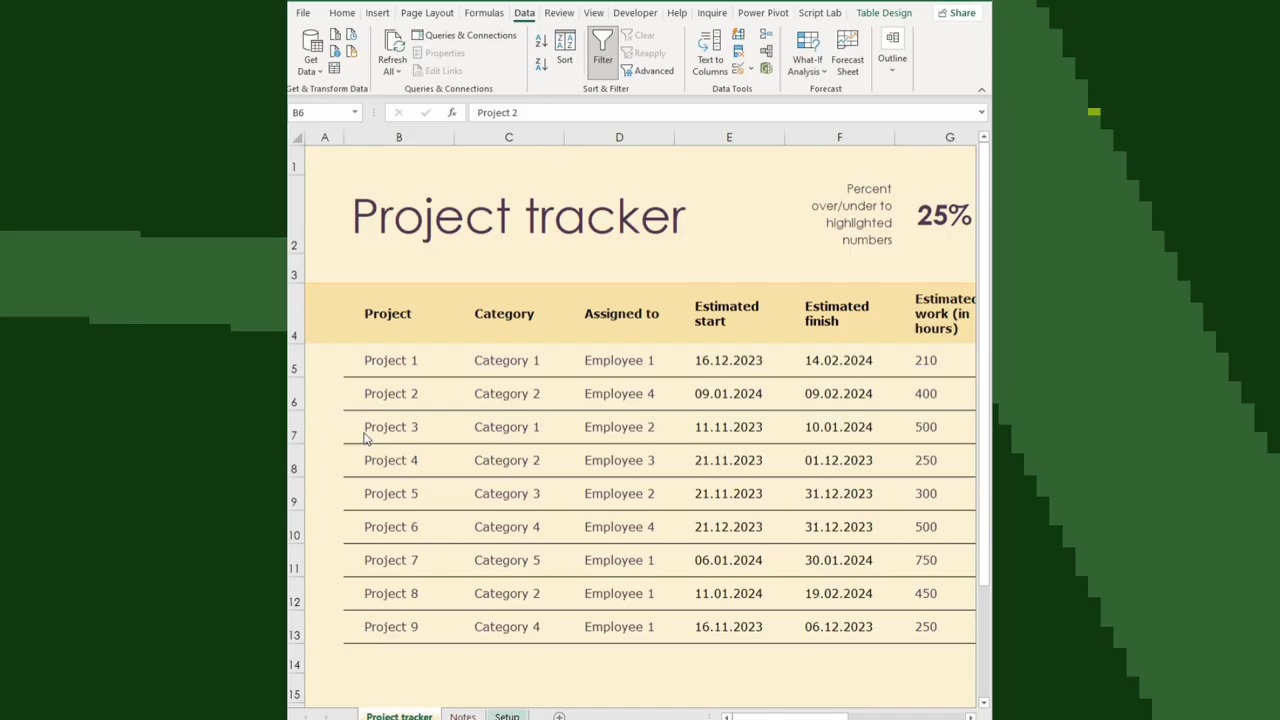 File Home Insert Page Layout Formulas Data Review View Developer Help Inquire Power Pivot Script Lab Table Design Share
Get Data
Refresh All
Queries & Connections
Properties
Edit Links
Sort
Filter
Clear
Reapply
Advanced
Text to Columns
What-If Analysis
Forecast Sheet
Outline
Get & Transform Data Queries & Connections Sort & Filter Data Tools Forecast
B6 fx Project 2
A B C D E F G
1
Percent
over/under to
highlighted
numbers
Project tracker 25%
2
3
Project Category Assigned to Estimated start Estimated finish Estimated work (in hours)
4
5 Project 1 Category 1 Employee 1 16.12.2023 14.02.2024 210
6 Project 2 Category 2 Employee 4 09.01.2024 09.02.2024 400
7 Project 3 Category 1 Employee 2 11.11.2023 10.01.2024 500
8 Project 4 Category 2 Employee 3 21.11.2023 01.12.2023 250
9 Project 5 Category 3 Employee 2 21.11.2023 31.12.2023 300
10 Project 6 Category 4 Employee 4 21.12.2023 31.12.2023 500
11 Project 7 Category 5 Employee 1 06.01.2024 30.01.2024 750
12 Project 8 Category 2 Employee 1 11.01.2024 19.02.2024 450
13 Project 9 Category 4 Employee 1 16.11.2023 06.12.2023 250
14
15
Project tracker Notes Setup